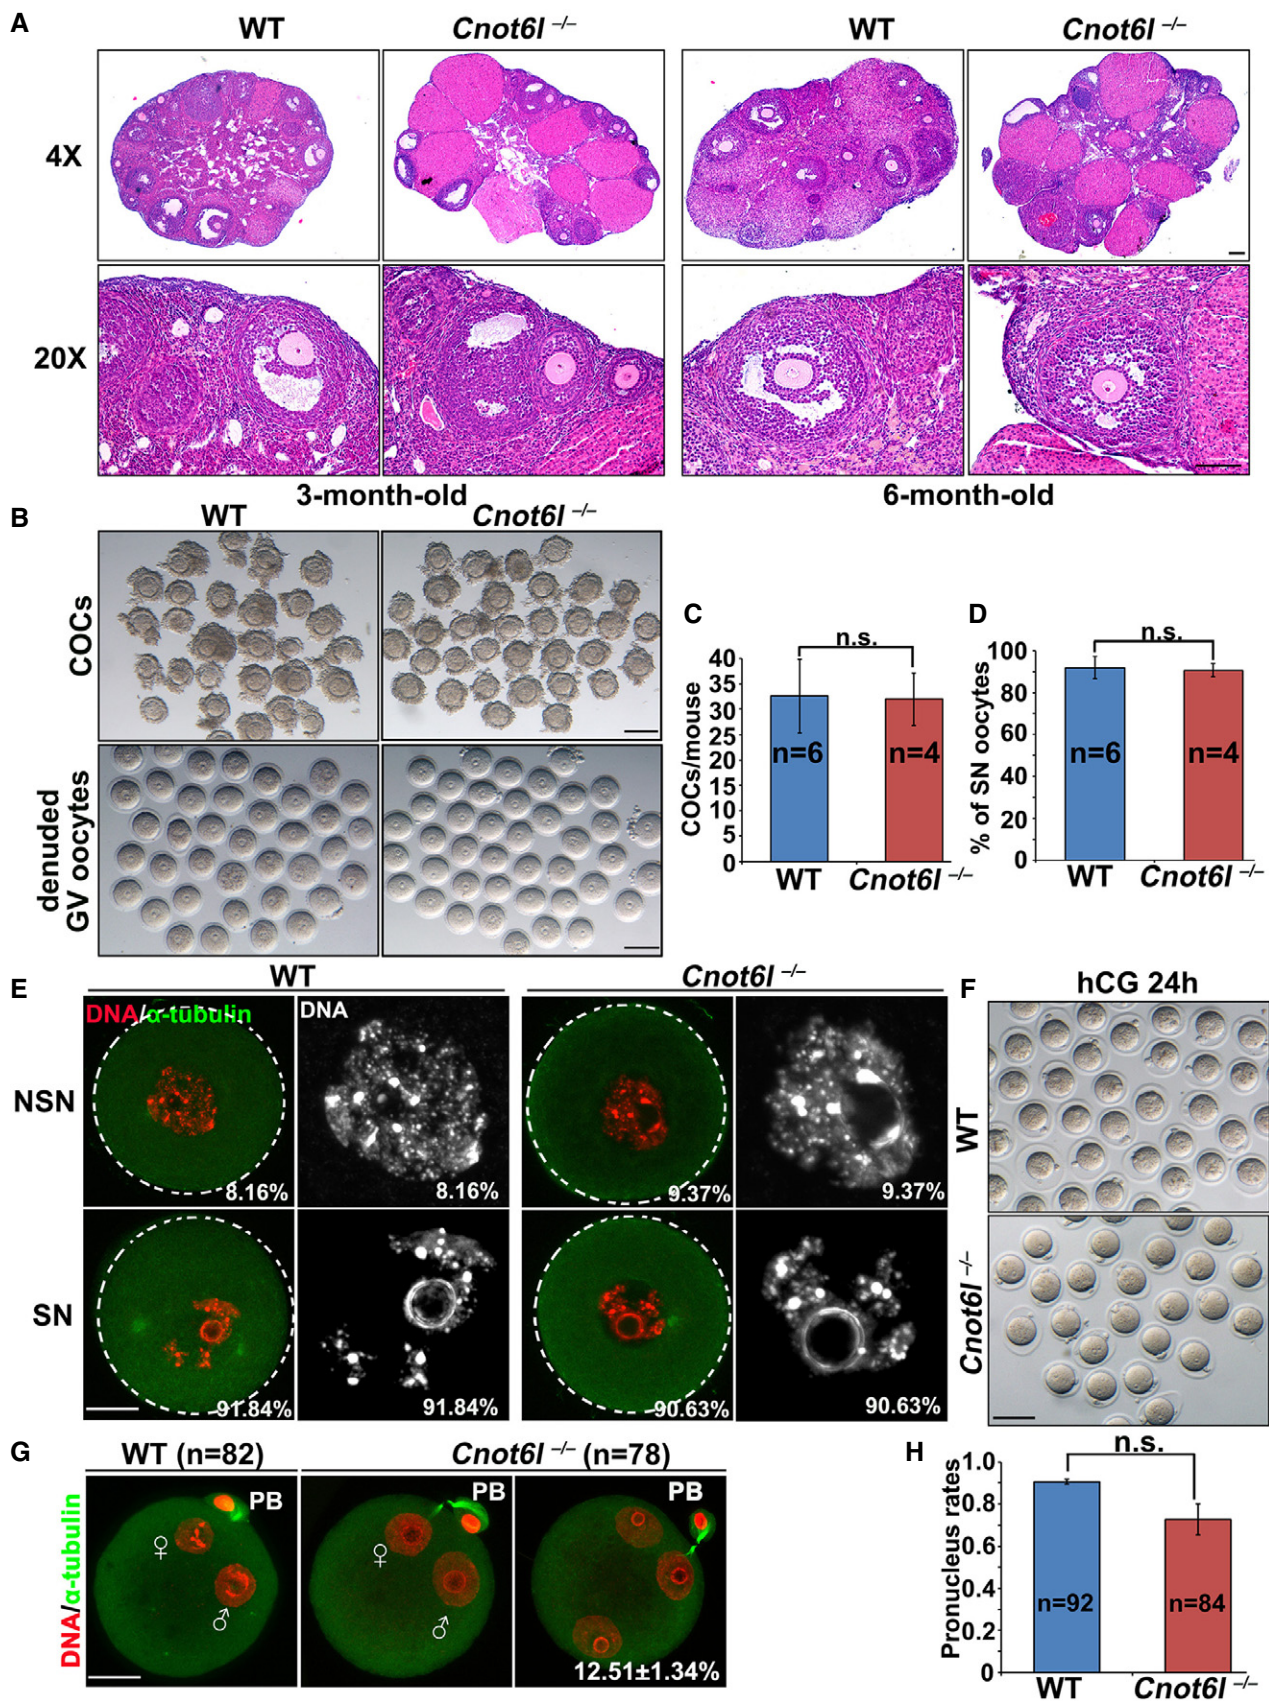 A
WT
Cnot6l –/–
WT
Cnot6l –/–
4X
20X
3-month-old
6-month-old
B
WT
Cnot6l –/–
COCs
denuded
GV oocytes
C
n.s.
COCs/mouse
40
35
30
25
20
15
10
5
0
n=6
n=4
WT
Cnot6l –/–
D
n.s.
% of SN oocytes
100
80
60
40
20
0
n=6
n=4
WT
Cnot6l –/–
E
WT
Cnot6l –/–
DNA/α-tubulin
DNA
NSN
8.16%
8.16%
9.37%
9.37%
SN
91.84%
91.84%
90.63%
90.63%
F
hCG 24h
WT
Cnot6l –/–
G
WT (n=82)
Cnot6l –/– (n=78)
DNA/α-tubulin
PB
♀
♂
PB
♀
♂
PB
12.51±1.34%
H
n.s.
Pronucleus rates
1.0
0.8
0.6
0.4
0.2
0
n=92
n=84
WT
Cnot6l –/–